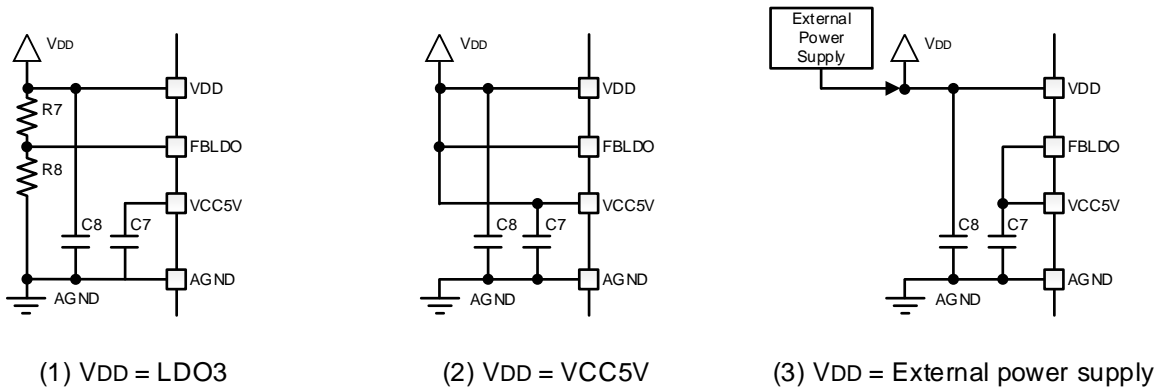 VDD
VDD
R7
FBLDO
R8
VCC5V
C8
C7
AGND
AGND
(1) VDD = LDO3
VDD
VDD
FBLDO
VCC5V
C8
C7
AGND
AGND
(2) VDD = VCC5V
External
Power
Supply
VDD
VDD
FBLDO
VCC5V
C8
C7
AGND
AGND
(3) VDD = External power supply